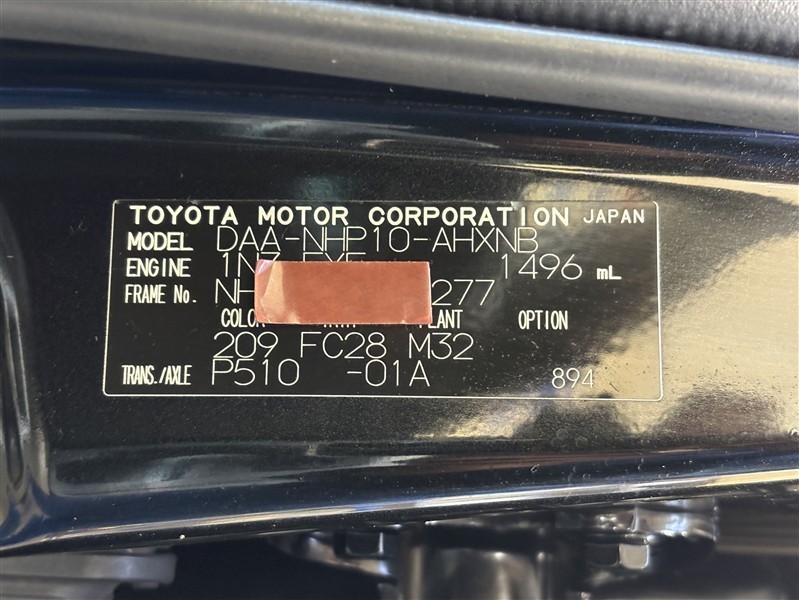 TOYOTA MOTOR CORPORATION JAPAN
MODEL DAA-NHP10-AHXNB
ENGINE 1496 mL
FRAME No. NH 277
COLOR PLANT OPTION
209 FC28 M32
TRANS./AXLE P510 -01A 894